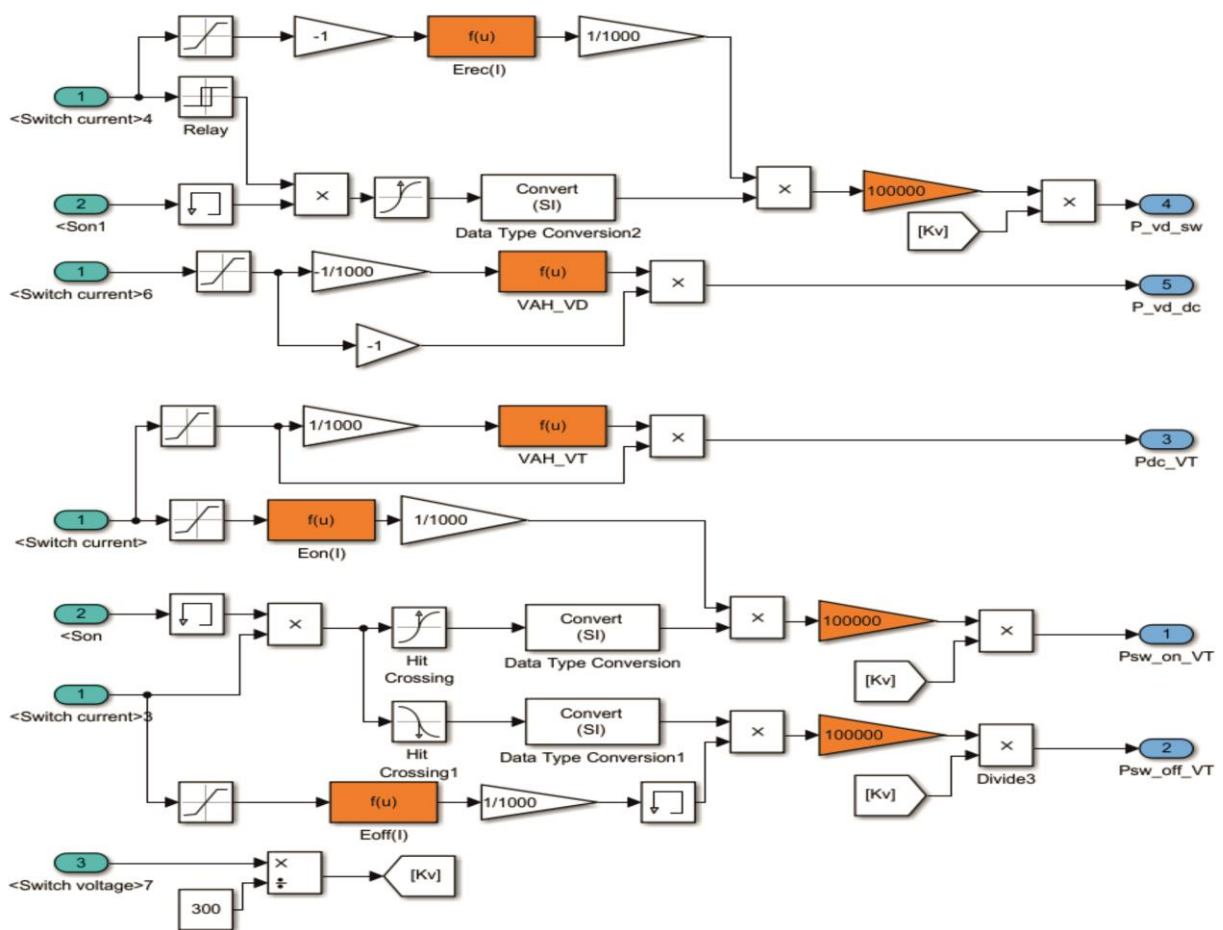 -1
f(u)
1/1000
Erec(I)
1
<Switch current>4
Relay
2
<Son1
×
Convert
(SI)
Data Type Conversion2
×
100000
[Kv]
×
4
P_vd_sw
1
<Switch current>6
-1/1000
f(u)
VAH_VD
×
5
P_vd_dc
-1
1/1000
f(u)
VAH_VT
×
3
Pdc_VT
1
<Switch current>
f(u)
Eon(I)
1/1000
2
<Son
×
Hit
Crossing
Convert
(SI)
Data Type Conversion
×
100000
[Kv]
×
1
Psw_on_VT
1
<Switch current>3
Hit
Crossing1
Convert
(SI)
Data Type Conversion1
×
100000
[Kv]
×
Divide3
2
Psw_off_VT
f(u)
Eoff(I)
1/1000
3
<Switch voltage>7
×
÷
[Kv]
300